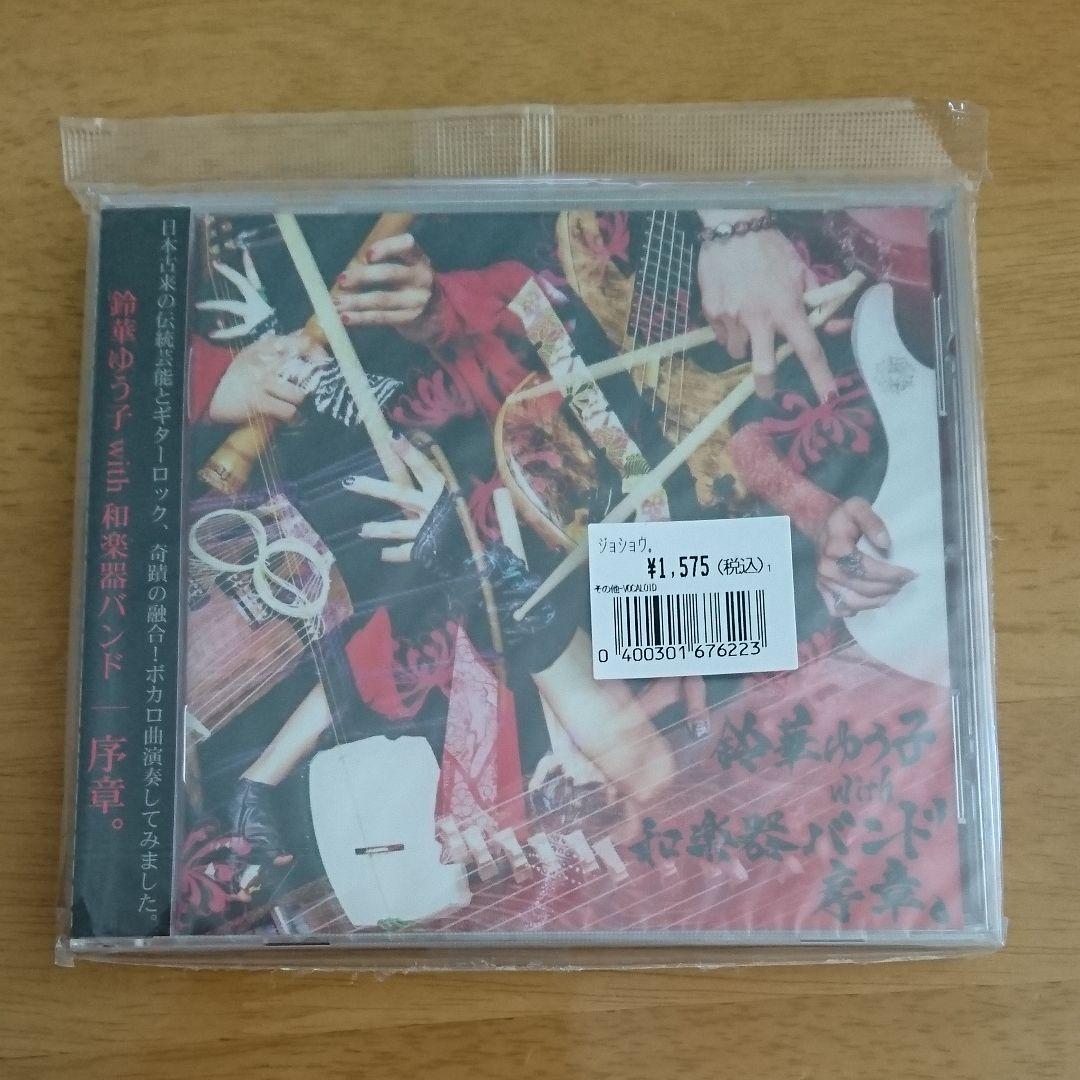 日本古来の伝統芸能とギターロック、奇蹟の融合！ボカロ曲演奏してみました。
鈴華ゆう子 with 和楽器バンド ― 序章。
ジョショウ。
¥1,575(税込)1
その他-VOCALOID
0 400301 676223
鈴華ゆう子
with
和楽器バンド
序章。